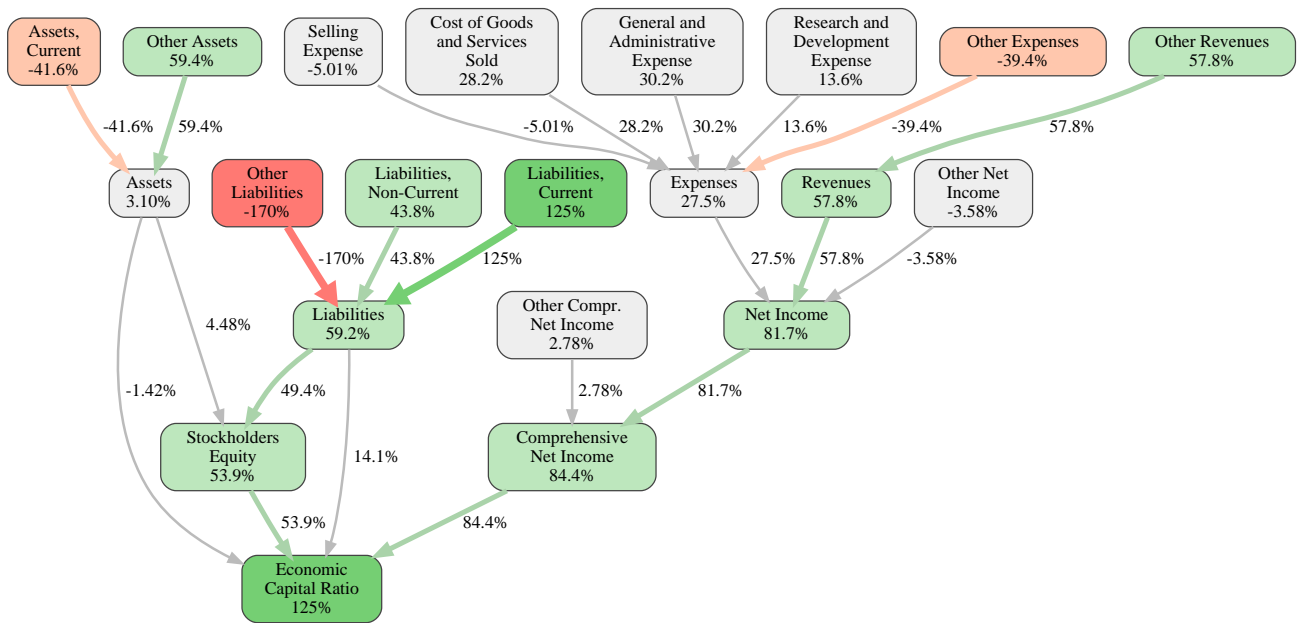 Assets,
Current
-41.6%
Other Assets
59.4%
Selling
Expense
-5.01%
Cost of Goods
and Services
Sold
28.2%
General and
Administrative
Expense
30.2%
Research and
Development
Expense
13.6%
Other Expenses
-39.4%
Other Revenues
57.8%
-41.6%
59.4%
-5.01%
28.2%
30.2%
13.6%
-39.4%
57.8%
Assets
3.10%
Other
Liabilities
-170%
Liabilities,
Non-Current
43.8%
Liabilities,
Current
125%
Expenses
27.5%
Revenues
57.8%
Other Net
Income
-3.58%
-170%
43.8%
125%
27.5%
57.8%
-3.58%
Liabilities
59.2%
Other Compr.
Net Income
2.78%
Net Income
81.7%
4.48%
-1.42%
49.4%
2.78%
81.7%
Stockholders
Equity
53.9%
14.1%
Comprehensive
Net Income
84.4%
53.9%
84.4%
Economic
Capital Ratio
125%